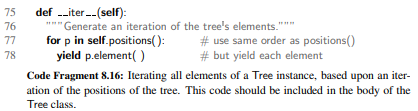 75 def __iter__(self):
76 """Generate an iteration of the tree's elements."""
77 for p in self.positions( ): # use same order as positions()
78 yield p.element( ) # but yield each element
Code Fragment 8.16: Iterating all elements of a Tree instance, based upon an iter-
ation of the positions of the tree. This code should be included in the body of the
Tree class.